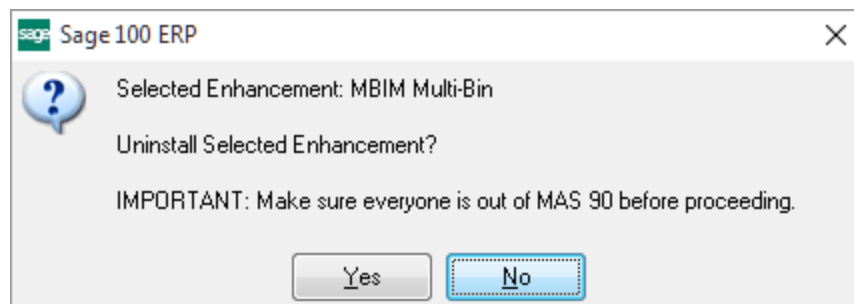 sage Sage 100 ERP
Selected Enhancement: MBIM Multi-Bin
Uninstall Selected Enhancement?
IMPORTANT: Make sure everyone is out of MAS 90 before proceeding.
Yes No